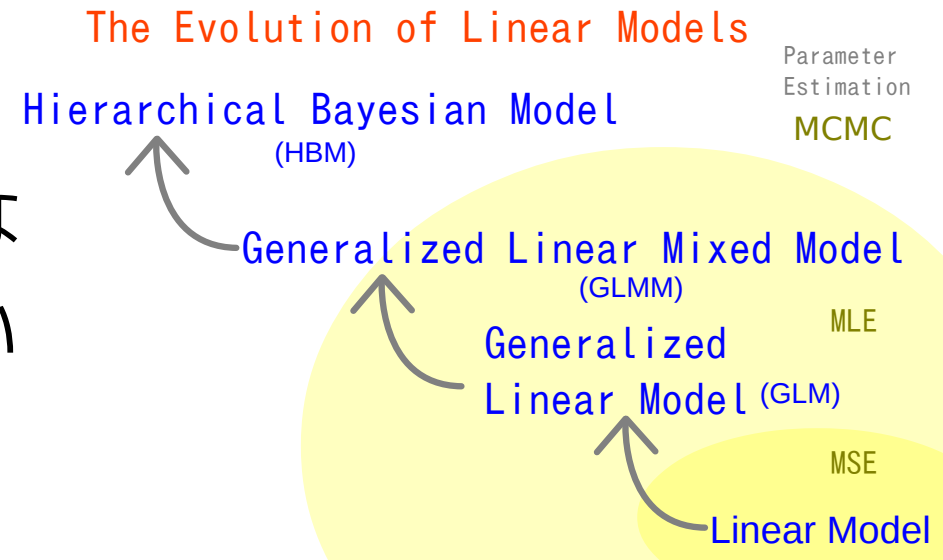 The Evolution of Linear Models
Parameter
Estimation
Hierarchical Bayesian Model
MCMC
(HBM)
Generalized Linear Mixed Model
(GLMM)
MLE
Generalized
Linear Model (GLM)
MSE
Linear Model